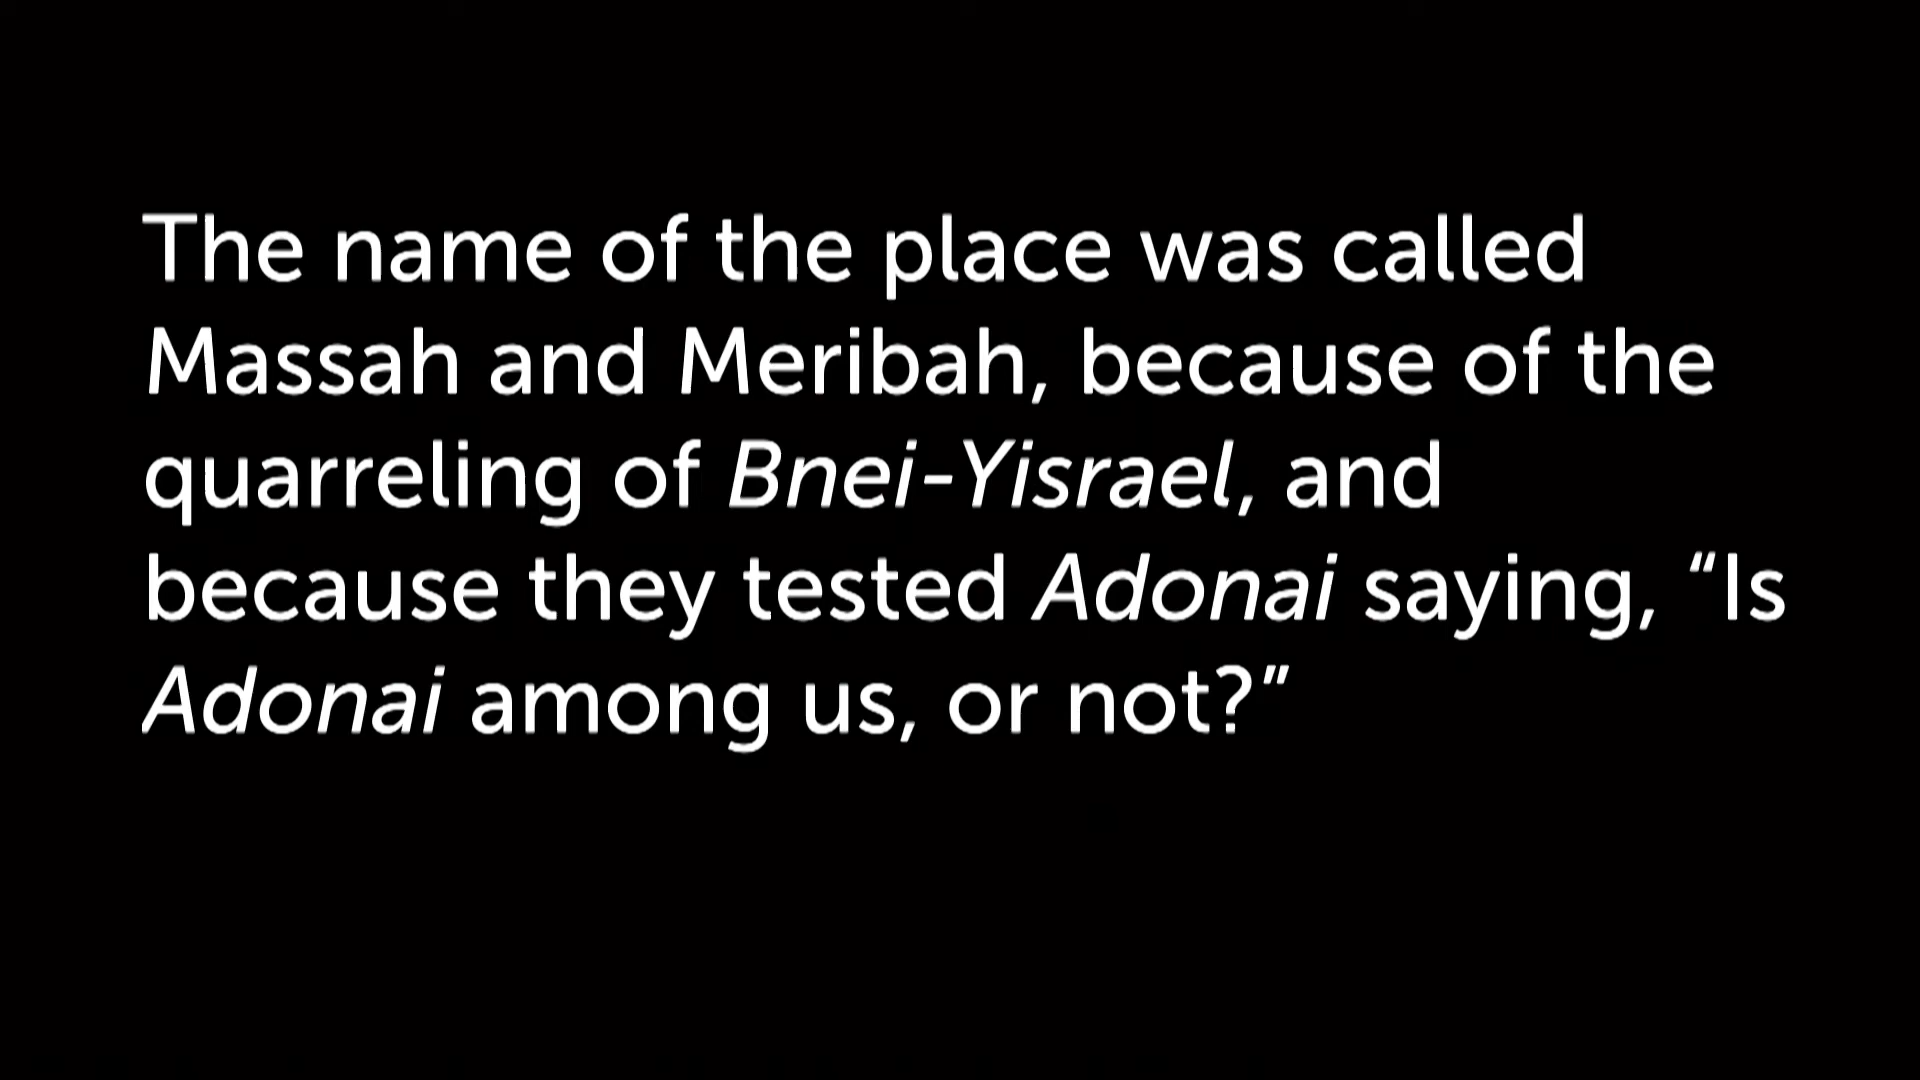 The name of the place was called
Massah and Meribah, because of the
quarreling of Bnei-Yisrael, and
because they tested Adonai saying, “Is
Adonai among us, or not?”